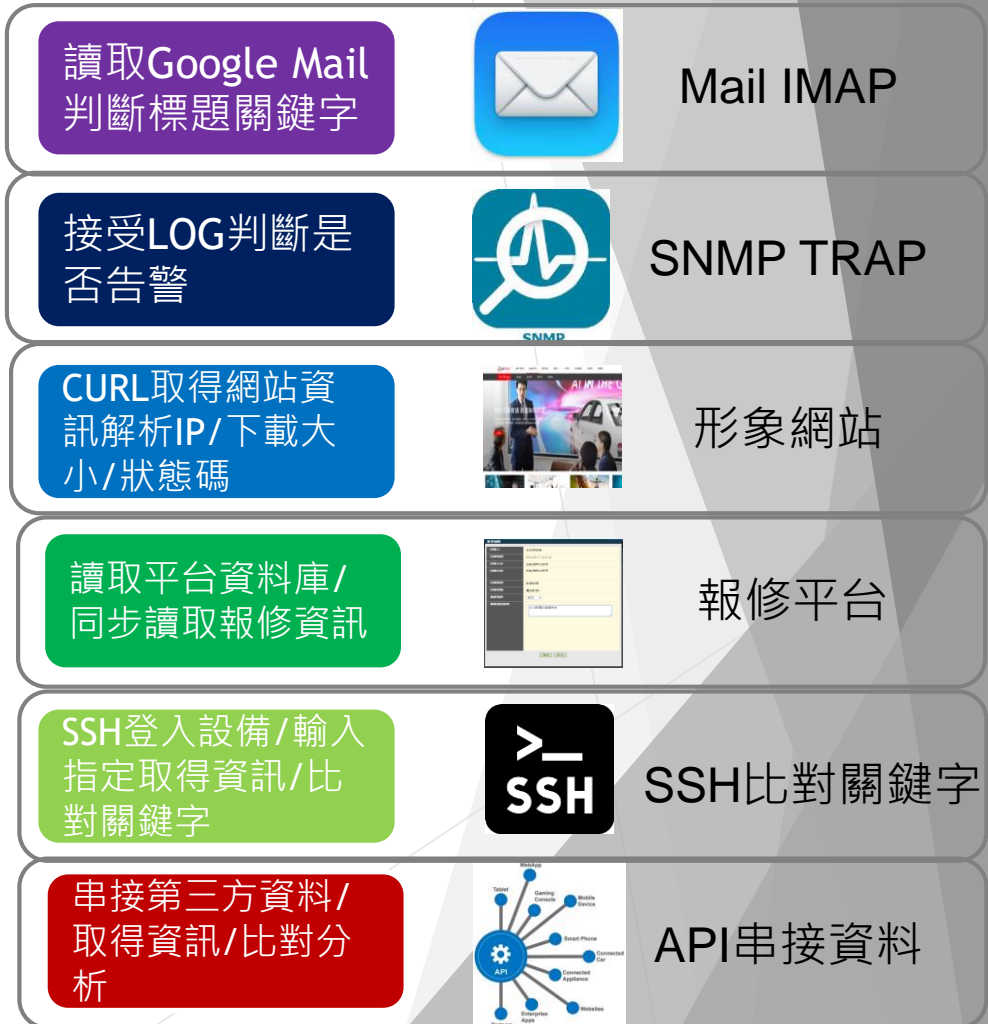 讀取Google Mail
判斷標題關鍵字
Mail IMAP
接受LOG判斷是
否告警
SNMP
SNMP TRAP
CURL取得網站資
訊解析IP/下載大
小/狀態碼
AI IN THE
形象網站
讀取平台資料庫/
同步讀取報修資訊
報修平台
SSH登入設備/輸入
指定取得資訊/比
對關鍵字
>_
SSH
SSH比對關鍵字
串接第三方資料/
取得資訊/比對分
析
WebApp
Tablet
Gaming
Console
Mobile
Device
Smart Phone
Connected
Car
API
Connected
Appliance
Websites
Enterprise
Apps
API串接資料